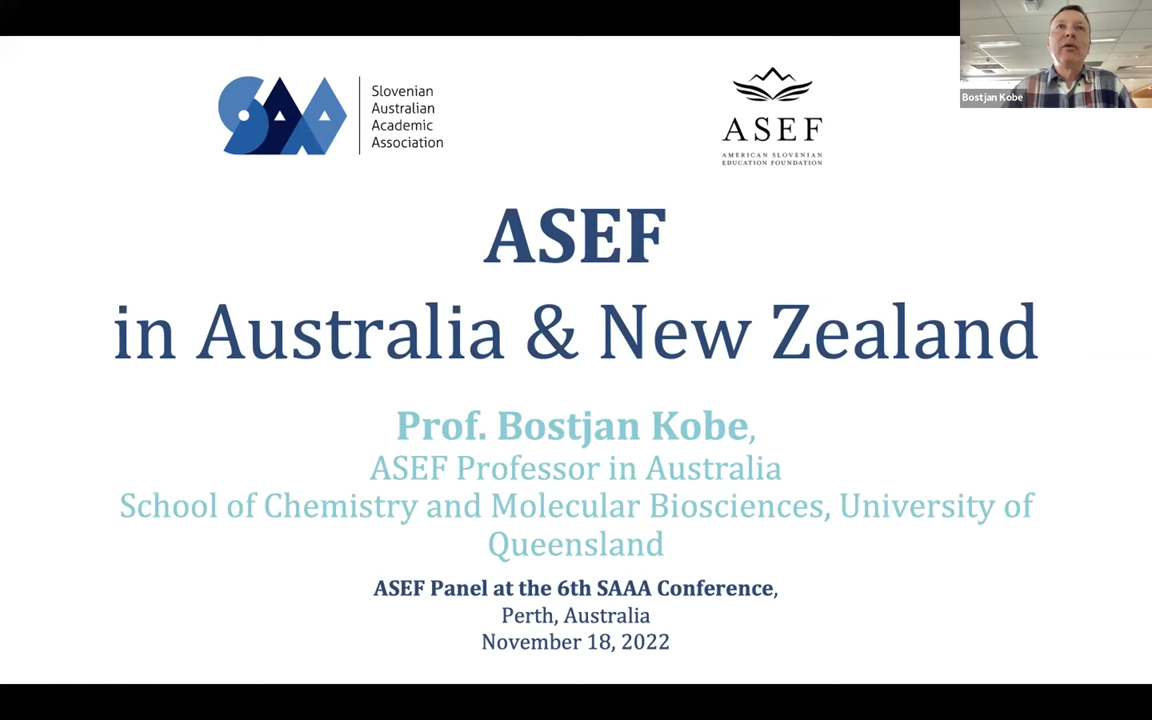 Slovenian
Australian
Academic
Association
ASEF
AMERICAN SLOVENIAN
EDUCATION FOUNDATION
Bostjan Kobe
ASEF
in Australia & New Zealand
Prof. Bostjan Kobe,
ASEF Professor in Australia
School of Chemistry and Molecular Biosciences, University of
Queensland
ASEF Panel at the 6th SAAA Conference,
Perth, Australia
November 18, 2022